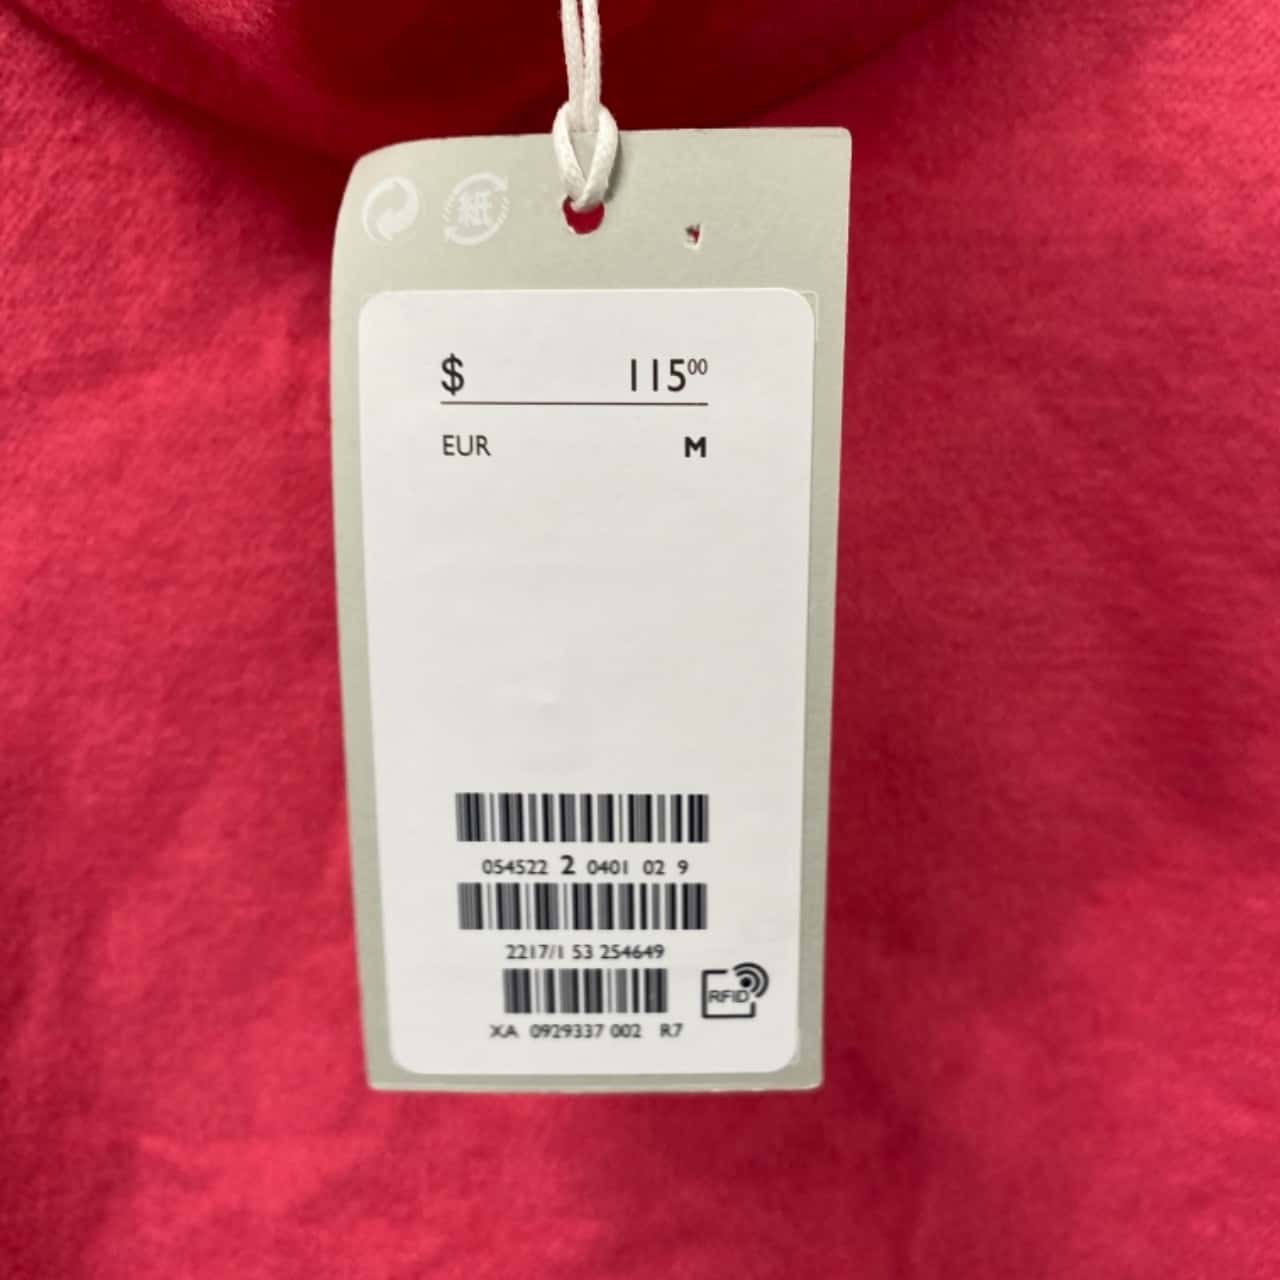 紙
$ 115⁰⁰
EUR M
054522 2 0401 02 9
2217/1 53 254649
RFID
XA 0929337 002 R7